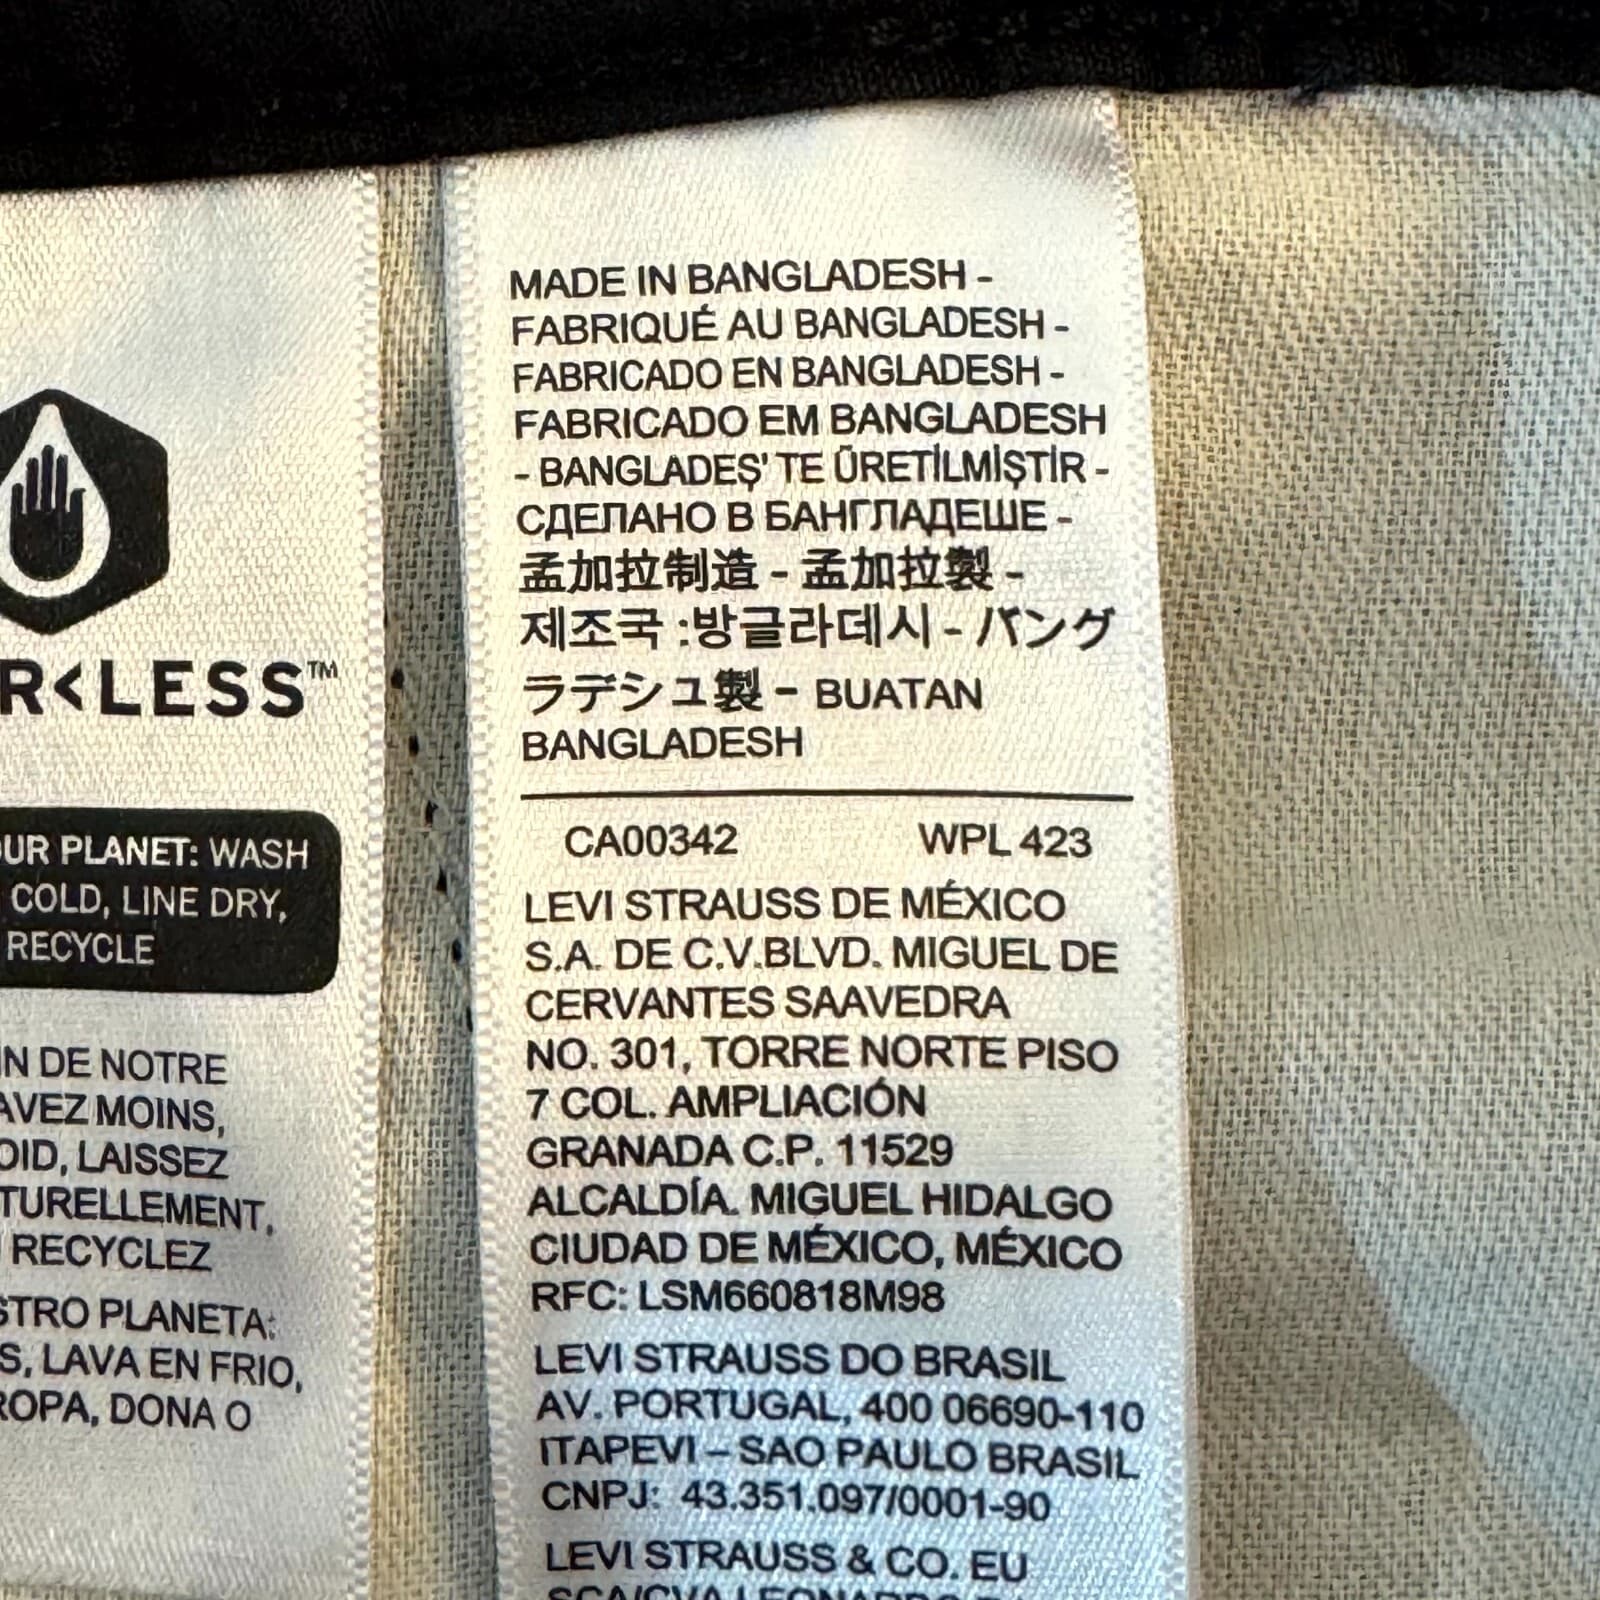 R<LESS™
UR PLANET: WASH
COLD, LINE DRY,
RECYCLE
IN DE NOTRE
AVEZ MOINS,
OID, LAISSEZ
TURELLEMENT,
RECYCLEZ
STRO PLANETA:
S, LAVA EN FRIO,
ROPA, DONA O
MADE IN BANGLADESH -
FABRIQUÉ AU BANGLADESH -
FABRICADO EN BANGLADESH -
FABRICADO EM BANGLADESH
- BANGLADEŞ' TE ÜRETİLMİŞTİR -
СДЕЛАНО В БАНГЛАДЕШЕ -
孟加拉制造 - 孟加拉製 -
제조국 :방글라데시 - バング
ラデシュ製 - BUATAN
BANGLADESH
CA00342 WPL 423
LEVI STRAUSS DE MÉXICO
S.A. DE C.V.BLVD. MIGUEL DE
CERVANTES SAAVEDRA
NO. 301, TORRE NORTE PISO
7 COL. AMPLIACIÓN
GRANADA C.P. 11529
ALCALDÍA. MIGUEL HIDALGO
CIUDAD DE MÉXICO, MÉXICO
RFC: LSM660818M98
LEVI STRAUSS DO BRASIL
AV. PORTUGAL, 400 06690-110
ITAPEVI – SAO PAULO BRASIL
CNPJ: 43.351.097/0001-90
LEVI STRAUSS & CO. EU
SCA/CVA LEONARDO